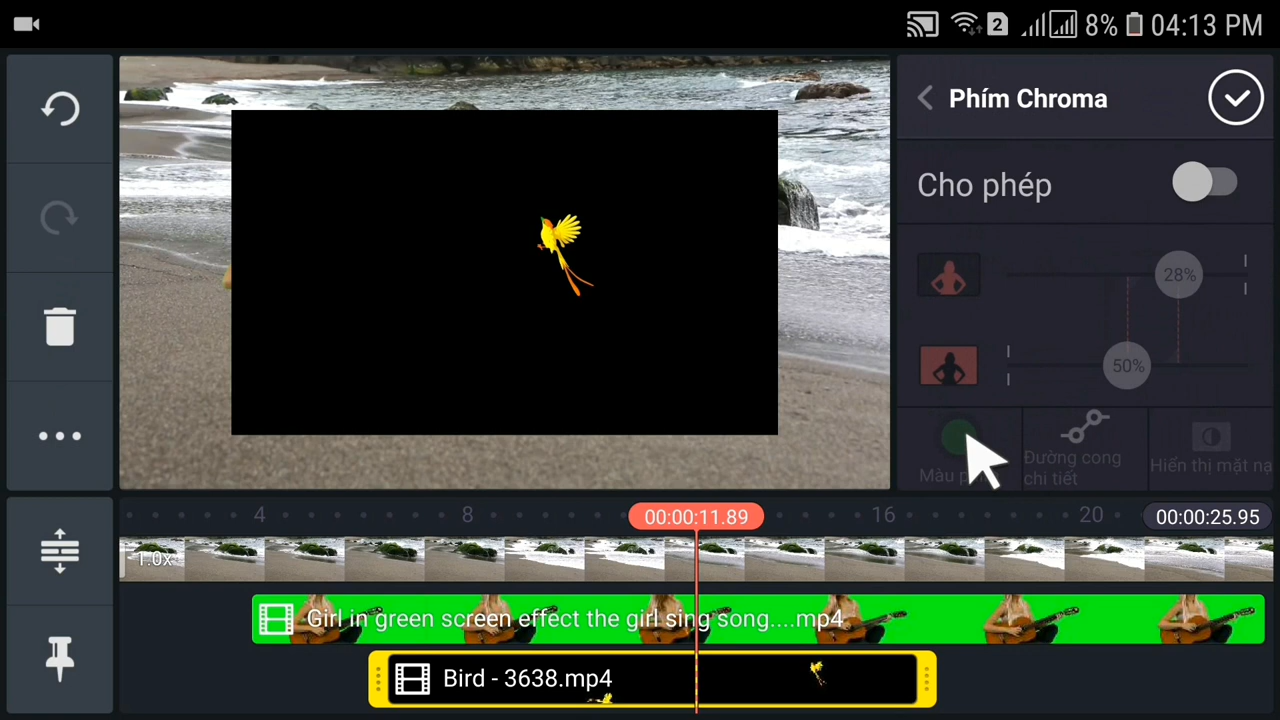 2 8% 04:13 PM
Phím Chroma
Cho phép
28%
50%
Màu
Đường cong
chi tiết
Hiển thị mặt nạ
4 8 00:00:11.89 16 20 00:00:25.95
1.0x
Girl in green screen effect the girl sing song....mp4
Bird - 3638.mp4